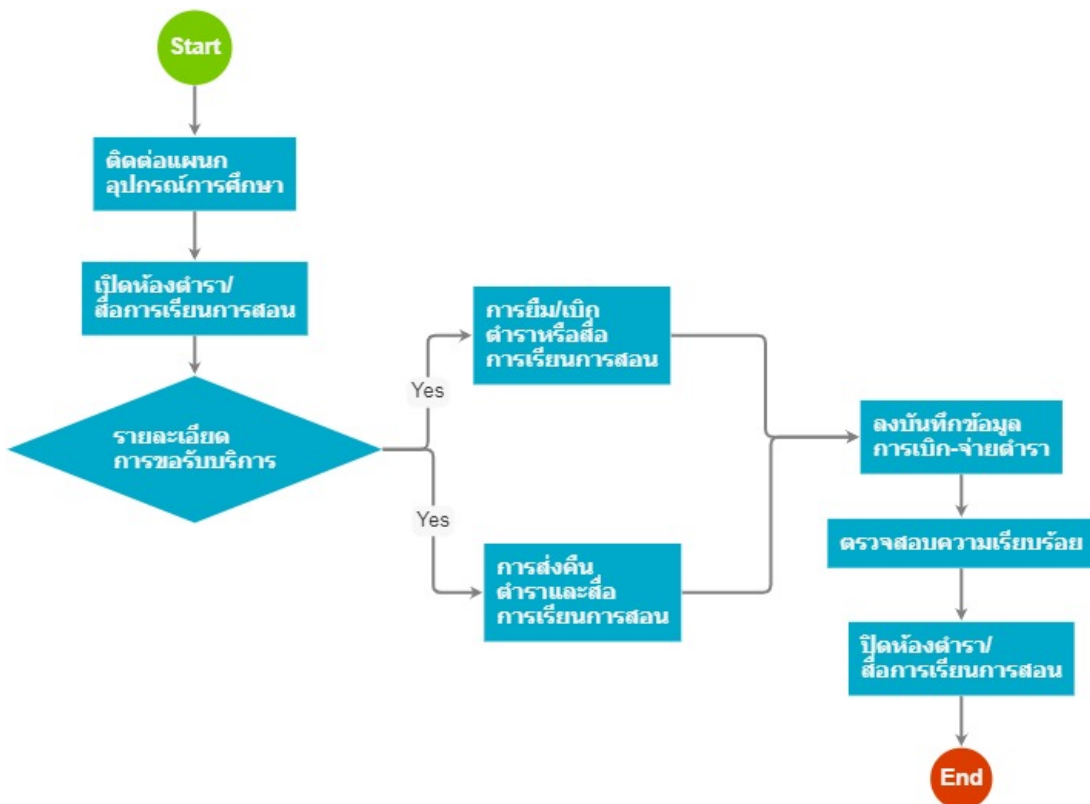 Start
ติดต่อแผนก
อุปกรณ์การศึกษา
เปิดห้องตำรา/
สื่อการเรียนการสอน
รายละเอียด
การขอรับบริการ
Yes
การยืม/เบิก
ตำราหรือสื่อ
การเรียนการสอน
Yes
การส่งคืน
ตำราและสื่อ
การเรียนการสอน
ลงบันทึกข้อมูล
การเบิก-จ่ายตำรา
ตรวจสอบความเรียบร้อย
ปิดห้องตำรา/
สื่อการเรียนการสอน
End